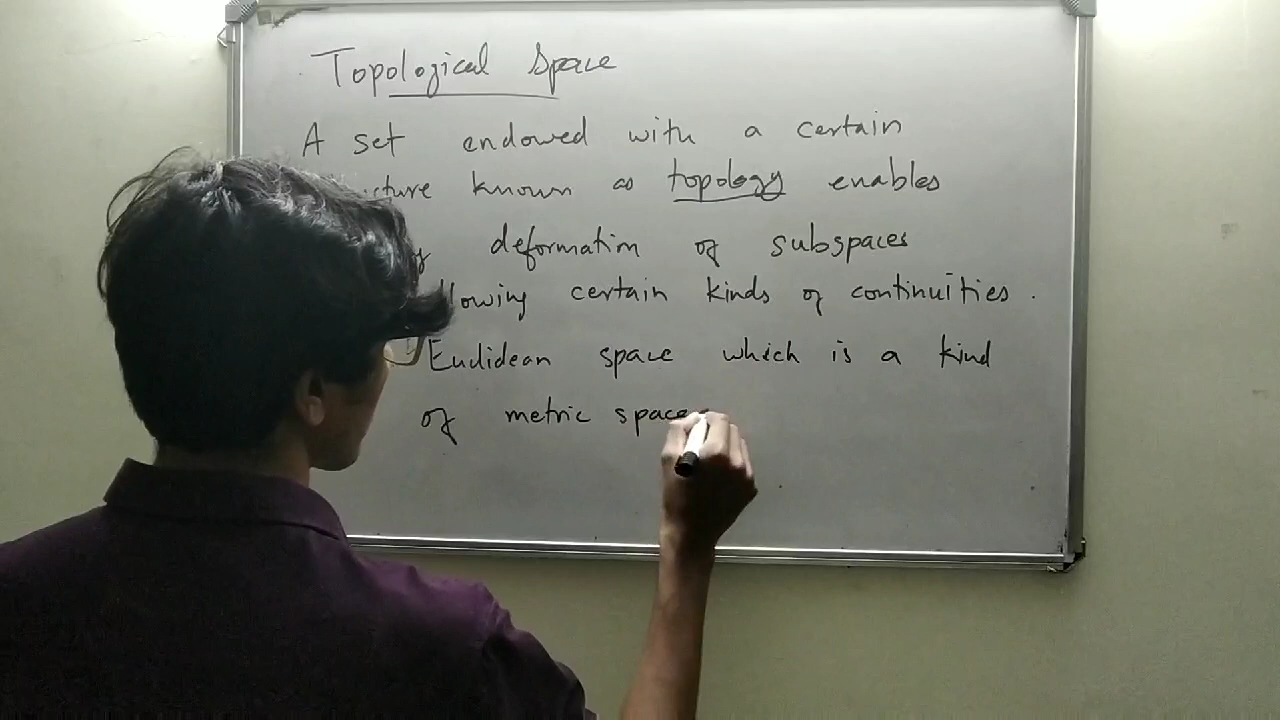 Topological Space
A set endowed with a certain
known as topology enables
deformation of subspaces
certain kinds of continuities.
Euclidean space which is a kind
of metric space